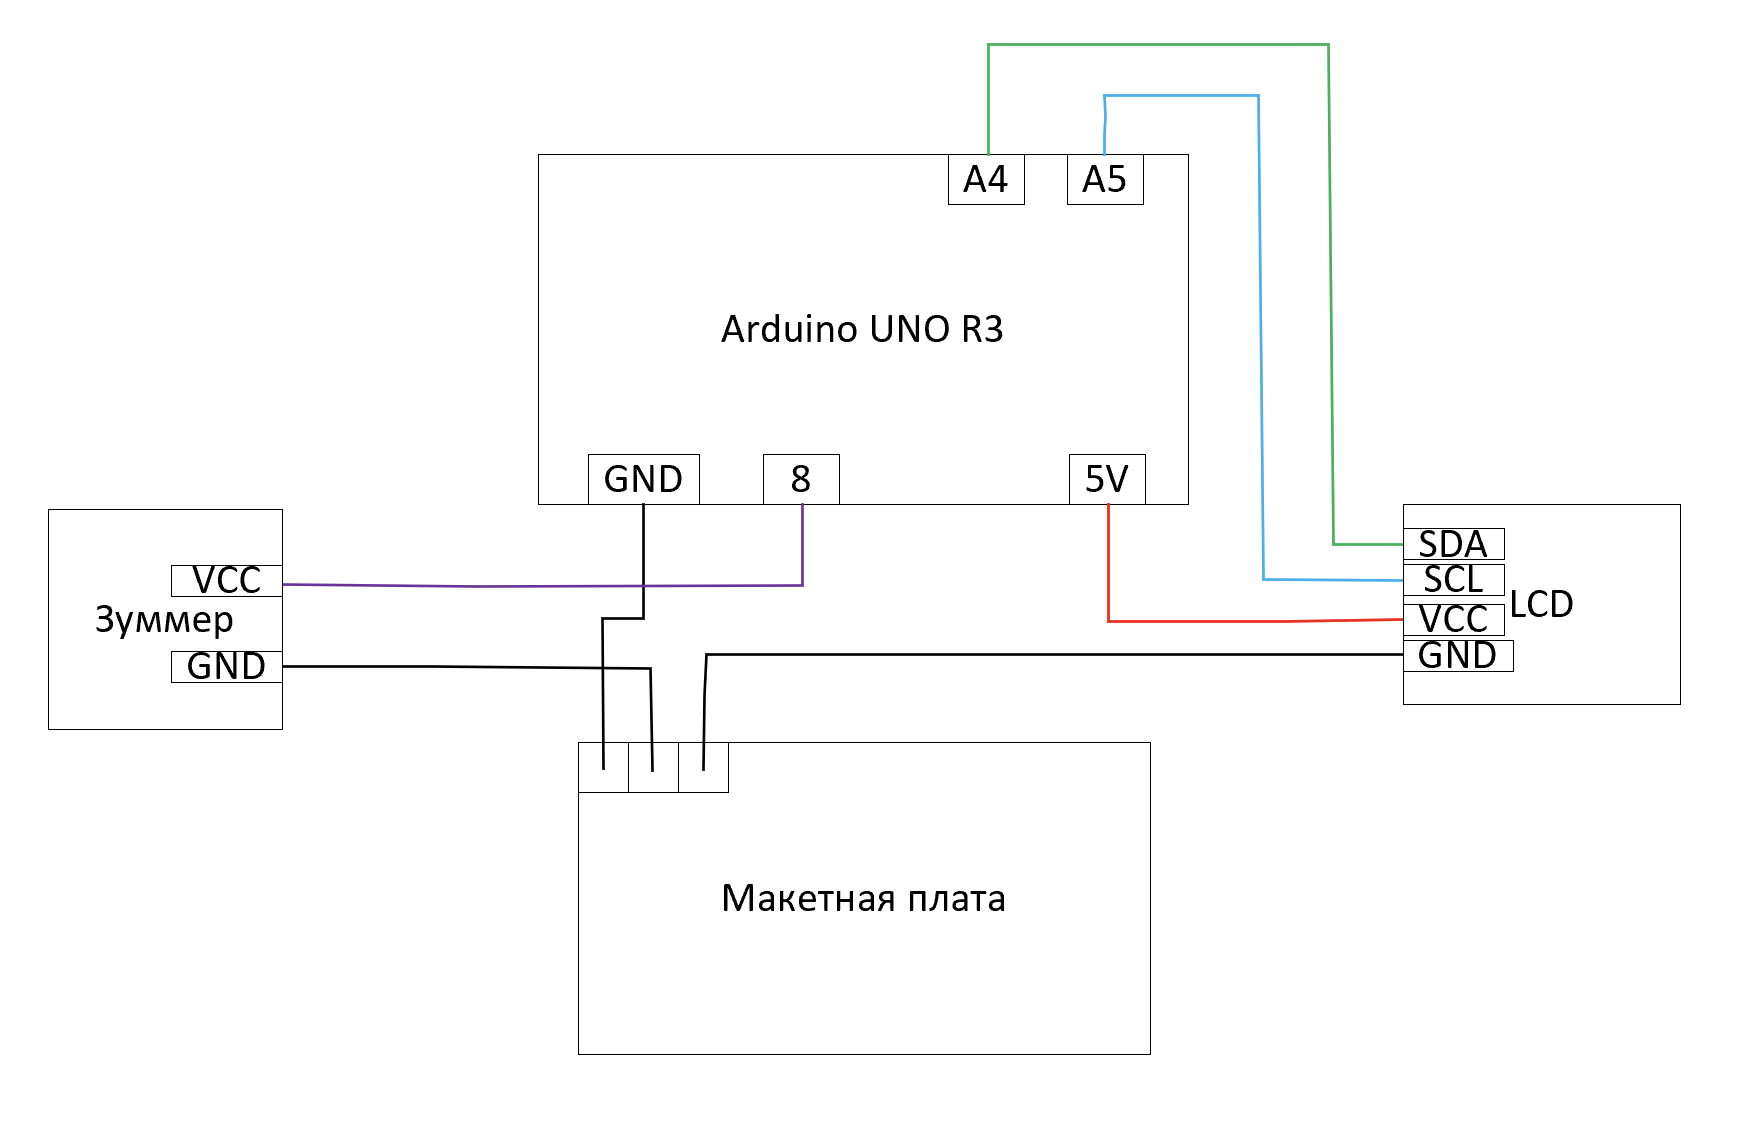 A4
A5
Arduino UNO R3
GND
8
5V
VCC
Зуммер
GND
SDA
SCL
VCC
GND
LCD
Макетная плата